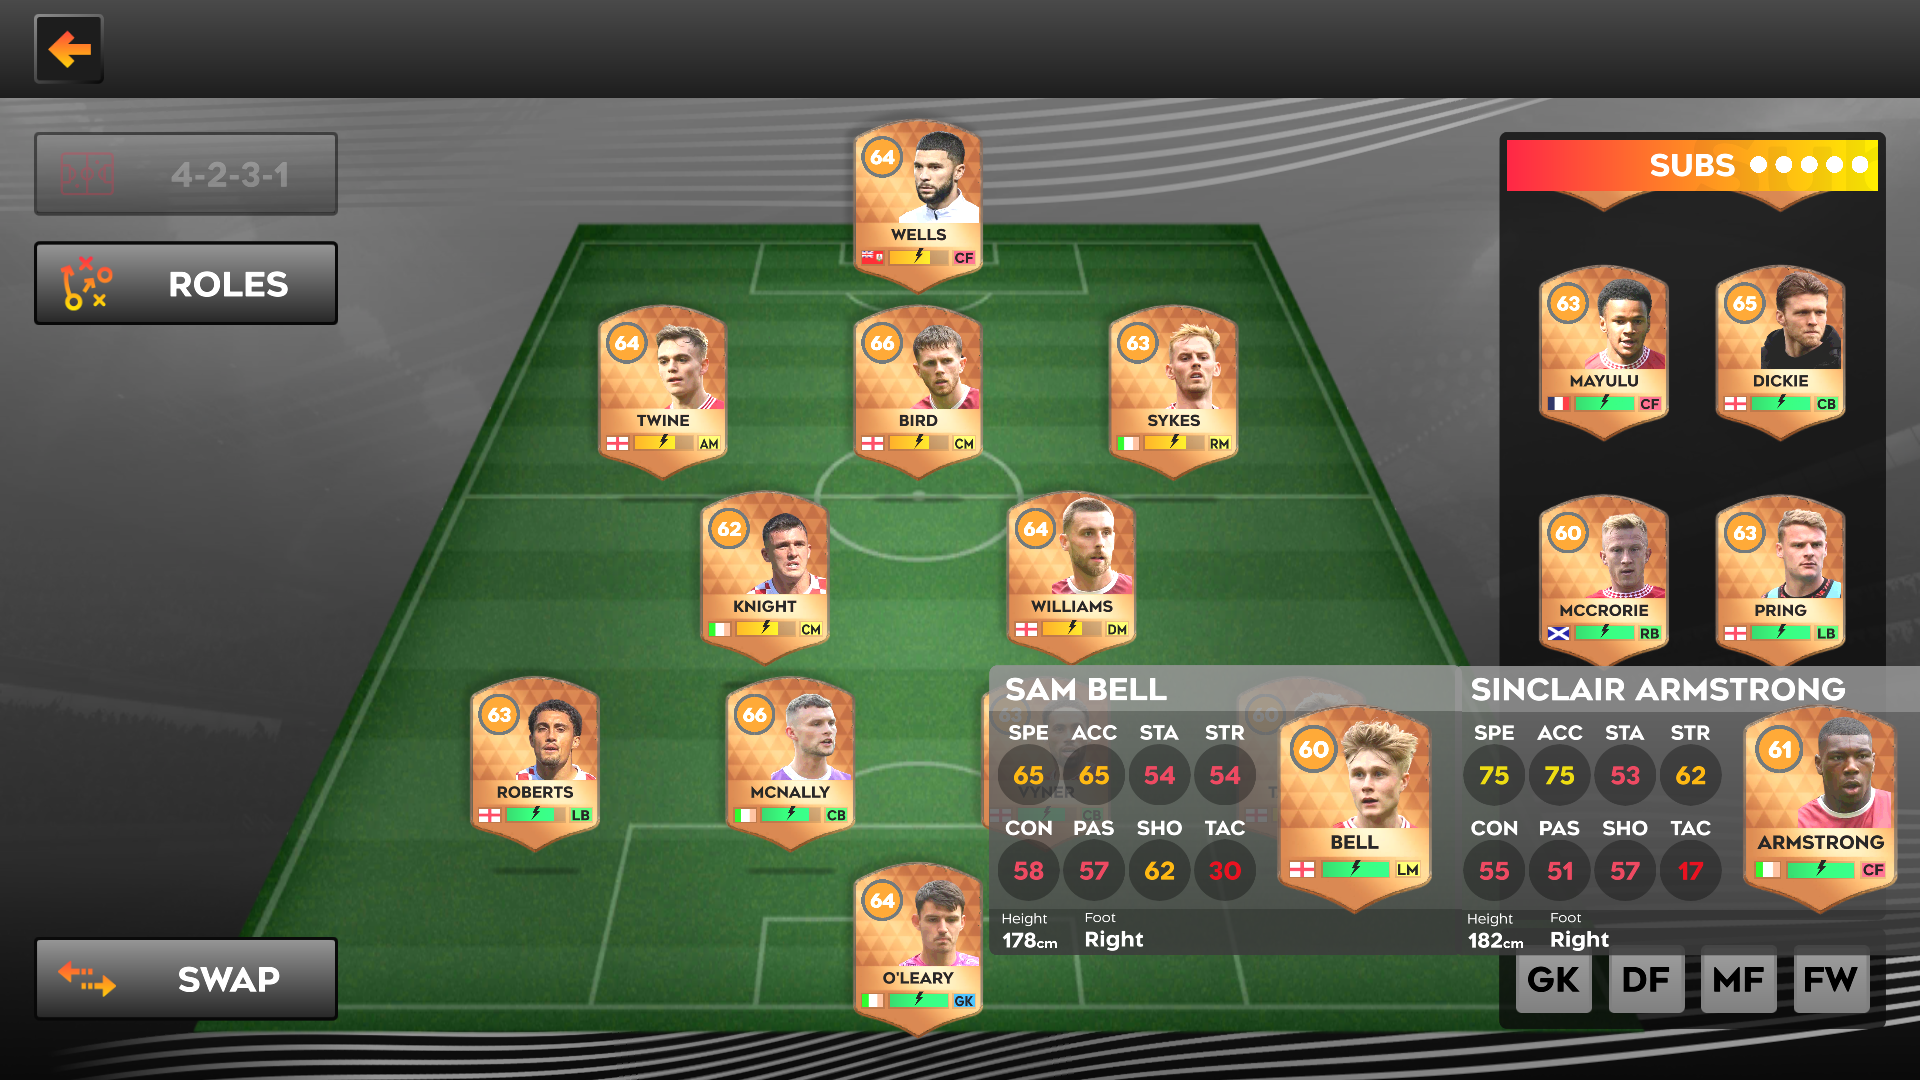 4-2-3-1
ROLES
SWAP
64
WELLS
CF
64
TWINE
AM
66
BIRD
CM
63
SYKES
RM
62
KNIGHT
CM
64
WILLIAMS
DM
63
ROBERTS
LB
66
MCNALLY
CB
63
VYNER
CB
60
64
O'LEARY
GK
SUBS
63
MAYULU
CF
65
DICKIE
CB
60
MCCRORIE
RB
63
PRING
LB
SAM BELL
SPE ACC STA STR
65 65 54 54
CON PAS SHO TAC
58 57 62 30
Height Foot
178cm Right
60
BELL
LM
SINCLAIR ARMSTRONG
SPE ACC STA STR
75 75 53 62
CON PAS SHO TAC
55 51 57 17
Height Foot
182cm Right
61
ARMSTRONG
CF
GK DF MF FW